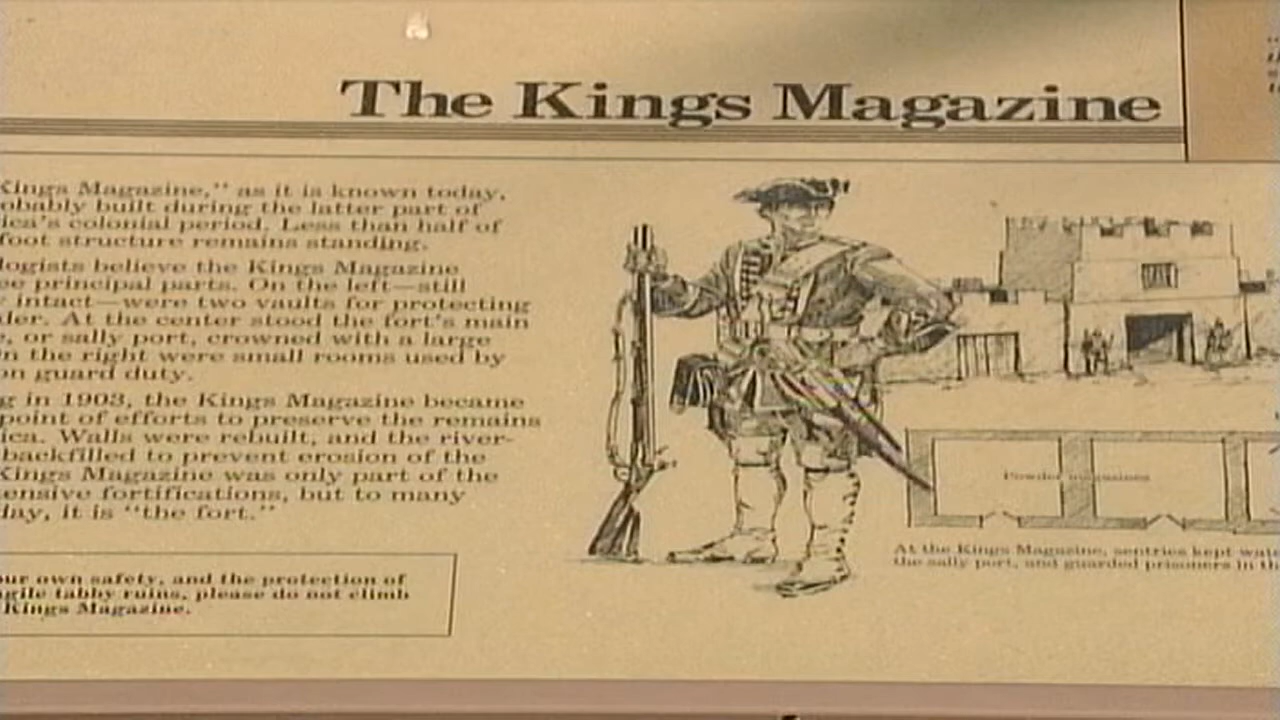 The Kings Magazine
Kings Magazine," as it is known today,
obably built during the latter part of
ica's colonial period. Less than half of
foot structure remains standing.
logists believe the Kings Magazine
ee principal parts. On the left—still
intact—were two vaults for protecting
der. At the center stood the fort's main
, or sally port, crowned with a large
n the right were small rooms used by
on guard duty.
g in 1903, the Kings Magazine became
point of efforts to preserve the remains
ica. Walls were rebuilt, and the river-
backfilled to prevent erosion of the
Kings Magazine was only part of the
ensive fortifications, but to many
day, it is "the fort."
our own safety, and the protection of
agile tabby ruins, please do not climb
Kings Magazine.
Powder magazines
At the Kings Magazine, sentries kept watc
the sally port, and guarded prisoners in th